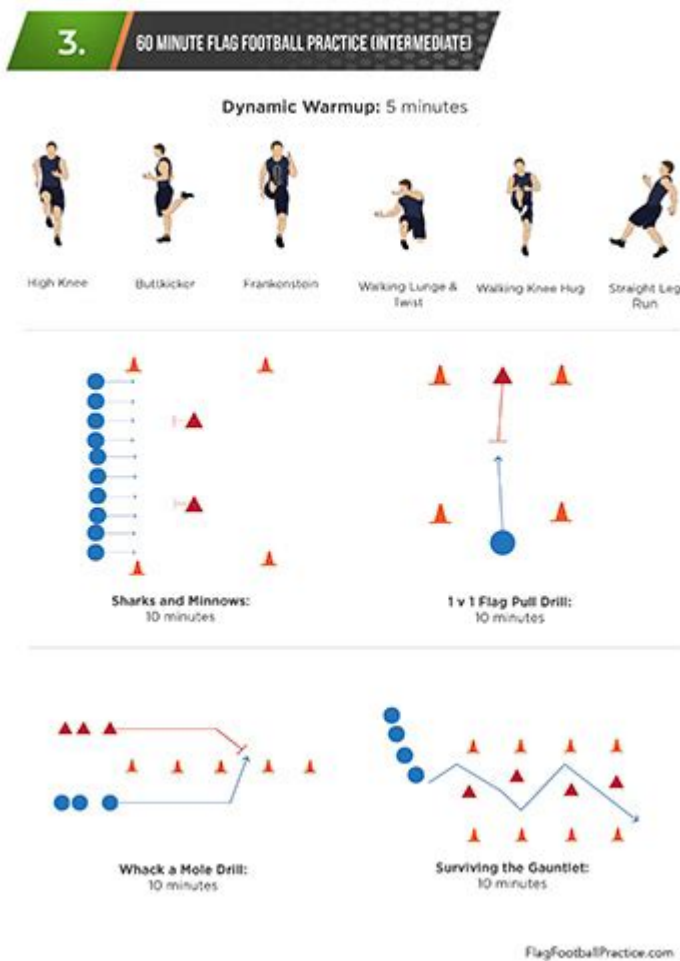 3.
60 MINUTE FLAG FOOTBALL PRACTICE (INTERMEDIATE)
Dynamic Warmup: 5 minutes
High Knee
Buttkicker
Frankenstein
Walking Lunge &
Twist
Walking Knee Hug
Straight Leg
Run
Sharks and Minnows:
10 minutes
1 v 1 Flag Pull Drill:
10 minutes
Whack a Mole Drill:
10 minutes
Surviving the Gauntlet:
10 minutes
FlagFootballPractice.com